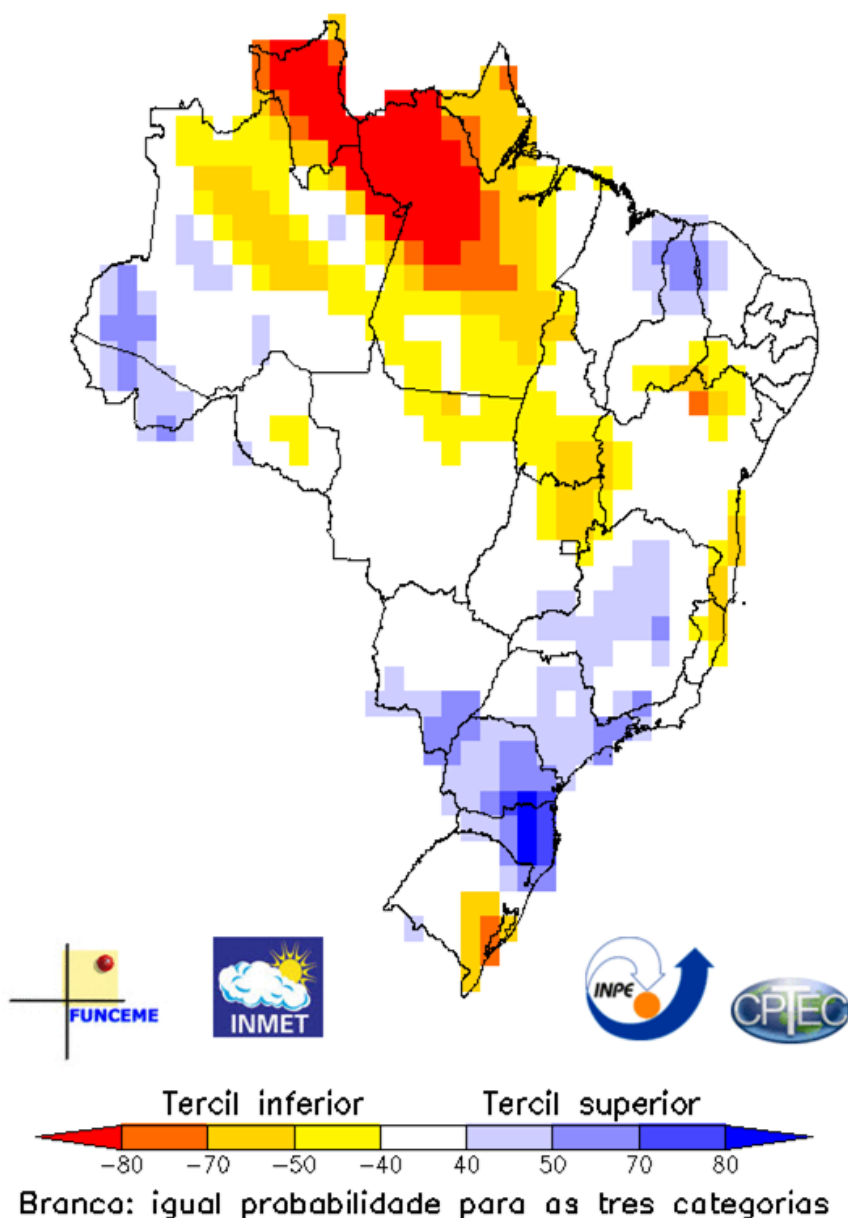 FUNCEME
INMET
INPE
CPTEC
Tercil inferior
Tercil superior
-80 -70 -50 -40 40 50 70 80
Branca: igual probabilidade para as tres categorias